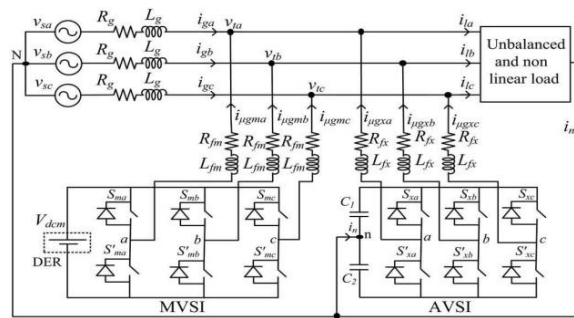 v_sa R_g L_g i_ga v_ta i_la
N v_sb R_g L_g i_gb v_tb i_lb
v_sc R_g L_g i_gc v_tc i_lc
Unbalanced
and non
linear load
i_n
i_μgma i_μgmb i_μgmc i_μgxa i_μgxb i_μgxc
R_fm R_fm R_fm R_fx R_fx R_fx
L_fm L_fm L_fm L_fx L_fx L_fx
S_ma S_mb S_mc C_1 S_xa S_xb S_xc
V_dcm a b c i_n n a b c
DER S'_ma S'_mb S'_mc C_2 S'_xa S'_xb S'_xc
MVSI AVSI